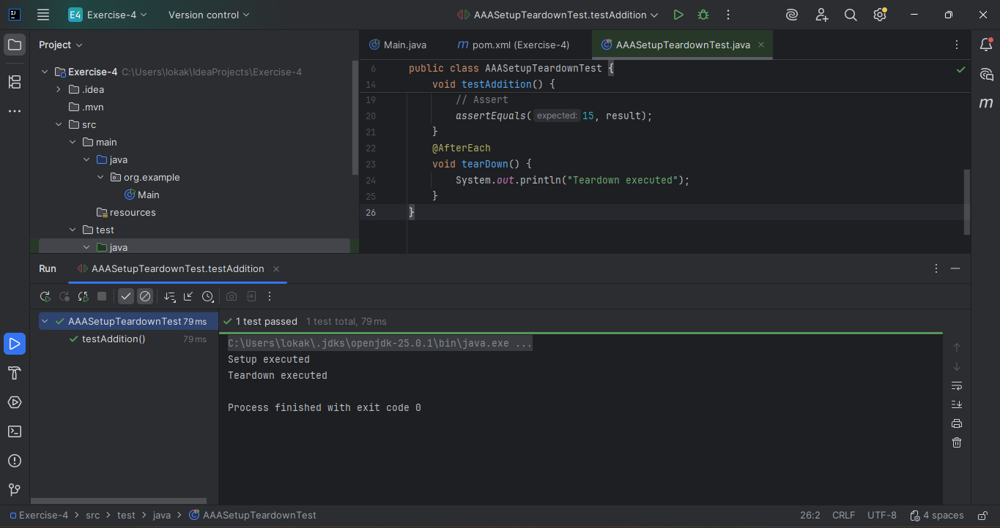 E4 Exercise-4 Version control AAASetupTeardownTest.testAddition
Project
Main.java m pom.xml (Exercise-4) AAASetupTeardownTest.java
Exercise-4 C:\Users\lokak\IdeaProjects\Exercise-4
.idea
.mvn
src
main
java
org.example
Main
resources
test
java
6 public class AAASetupTeardownTest {
14 void testAddition() {
19 // Assert
20 assertEquals( expected: 15, result);
21 }
22 @AfterEach
23 void tearDown() {
24 System.out.println("Teardown executed");
25 }
26 }
m
Run AAASetupTeardownTest.testAddition
AAASetupTeardownTest 79 ms
testAddition() 79 ms
1 test passed 1 test total, 79 ms
C:\Users\lokak\.jdks\openjdk-25.0.1\bin\java.exe ...
Setup executed
Teardown executed
Process finished with exit code 0
Exercise-4 > src > test > java > AAASetupTeardownTest 26:2 CRLF UTF-8 4 spaces